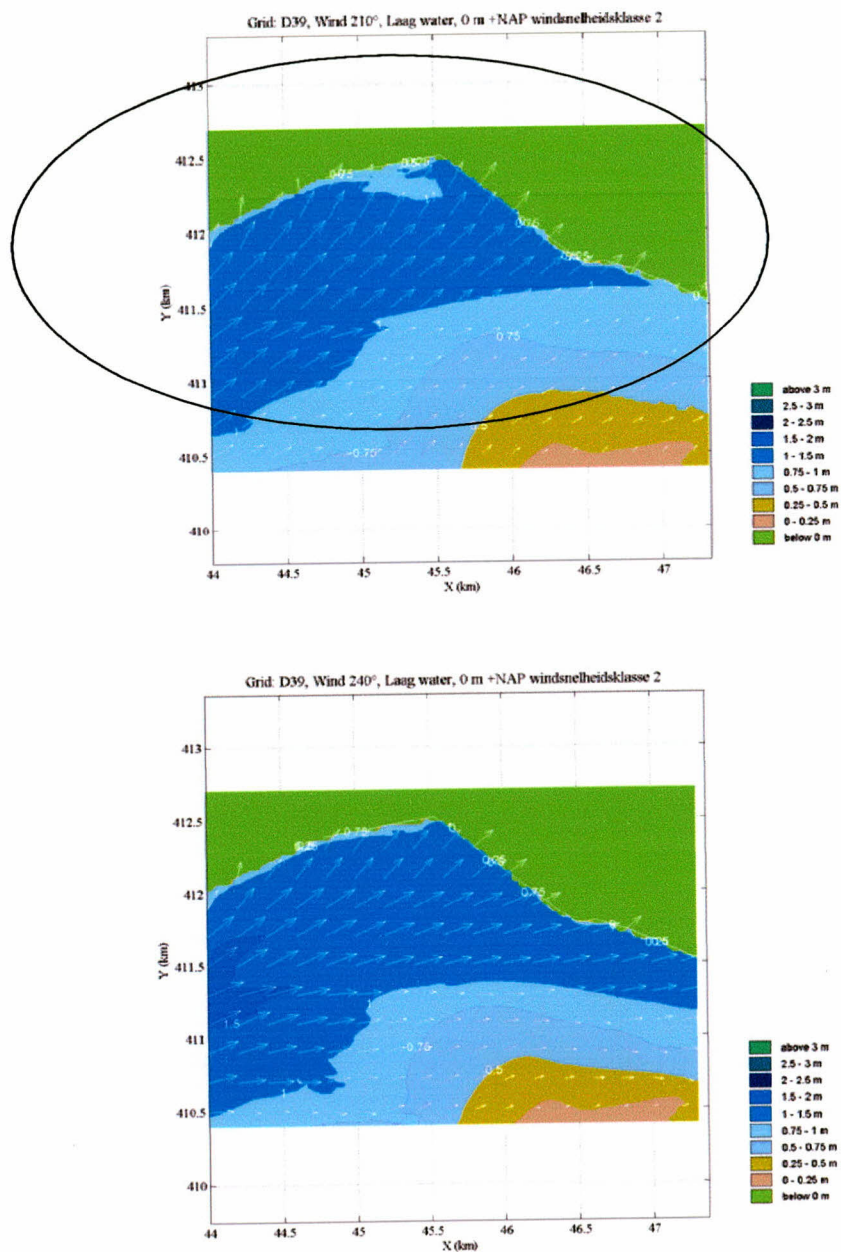 Grid: D39, Wind 210°, Laag water, 0 m +NAP windsnelheidsklasse 2
413
412.5
412
411.5
411
410.5
410
Y (km)
44
44.5
45
45.5
46
46.5
47
X (km)
0.75
0.75
above 3 m
2.5 - 3 m
2 - 2.5 m
1.5 - 2 m
1 - 1.5 m
0.75 - 1 m
0.5 - 0.75 m
0.25 - 0.5 m
0 - 0.25 m
below 0 m
Grid: D39, Wind 240°, Laag water, 0 m +NAP windsnelheidsklasse 2
413
412.5
412
411.5
411
410.5
410
Y (km)
44
44.5
45
45.5
46
46.5
47
X (km)
0.75
0.75
1.5
1
0.75
0.5
1
above 3 m
2.5 - 3 m
2 - 2.5 m
1.5 - 2 m
1 - 1.5 m
0.75 - 1 m
0.5 - 0.75 m
0.25 - 0.5 m
0 - 0.25 m
below 0 m